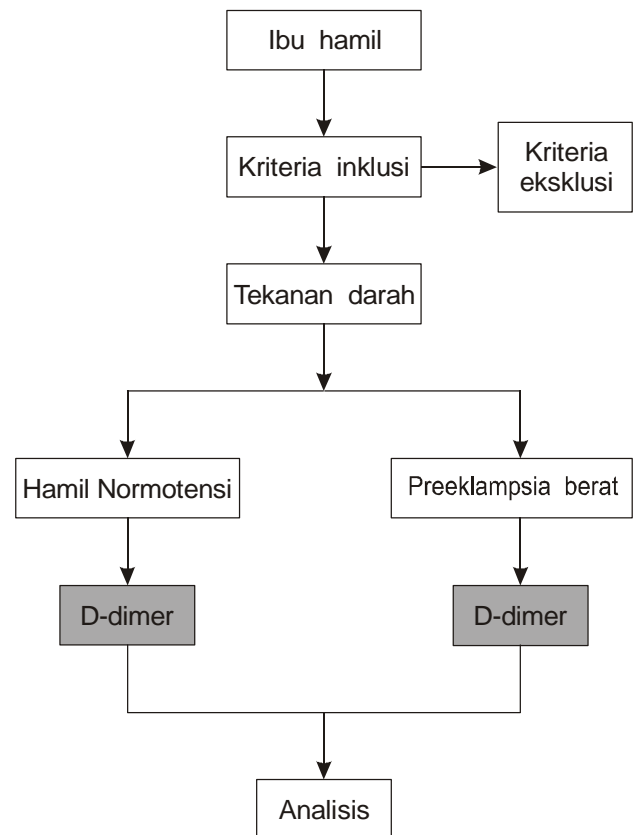 Ibu hamil
Kriteria inklusi
Kriteria
eksklusi
Tekanan darah
Hamil Normotensi
Preeklampsia berat
D-dimer
D-dimer
Analisis